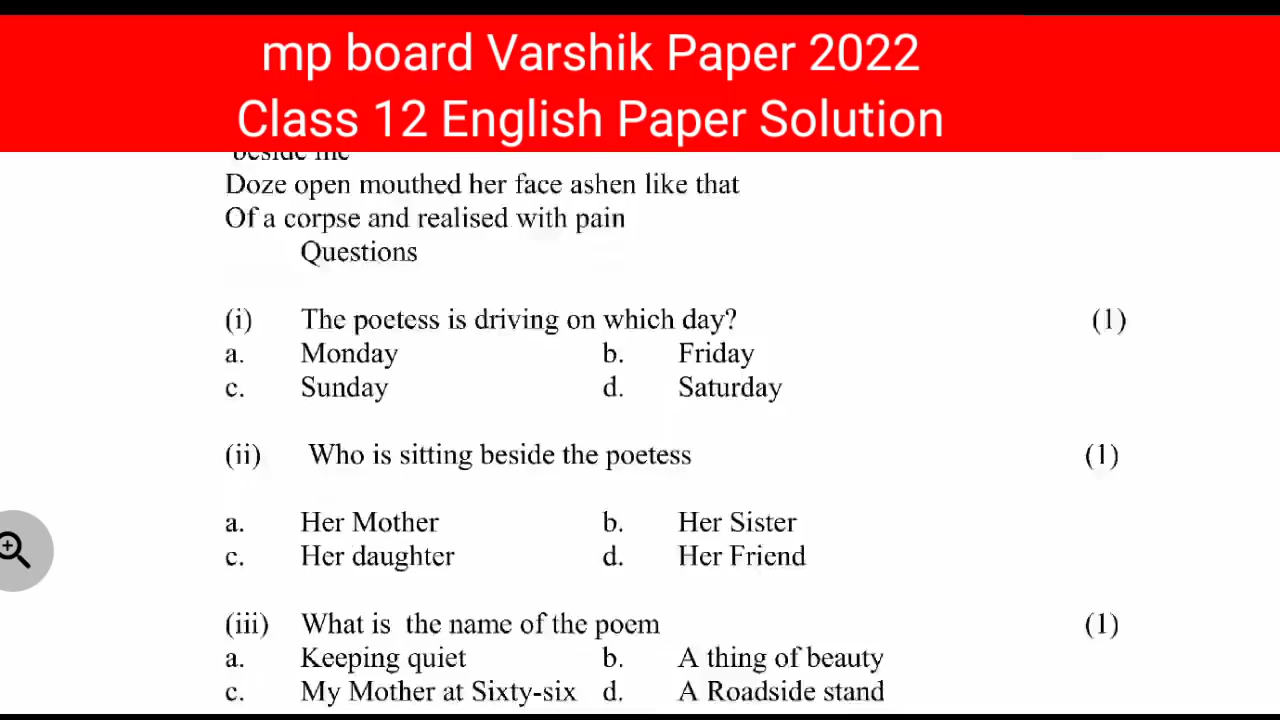 mp board Varshik Paper 2022
Class 12 English Paper Solution
beside me
Doze open mouthed her face ashen like that
Of a corpse and realised with pain
Questions
(i) The poetess is driving on which day? (1)
a. Monday b. Friday
c. Sunday d. Saturday
(ii) Who is sitting beside the poetess (1)
a. Her Mother b. Her Sister
c. Her daughter d. Her Friend
(iii) What is the name of the poem (1)
a. Keeping quiet b. A thing of beauty
c. My Mother at Sixty-six d. A Roadside stand